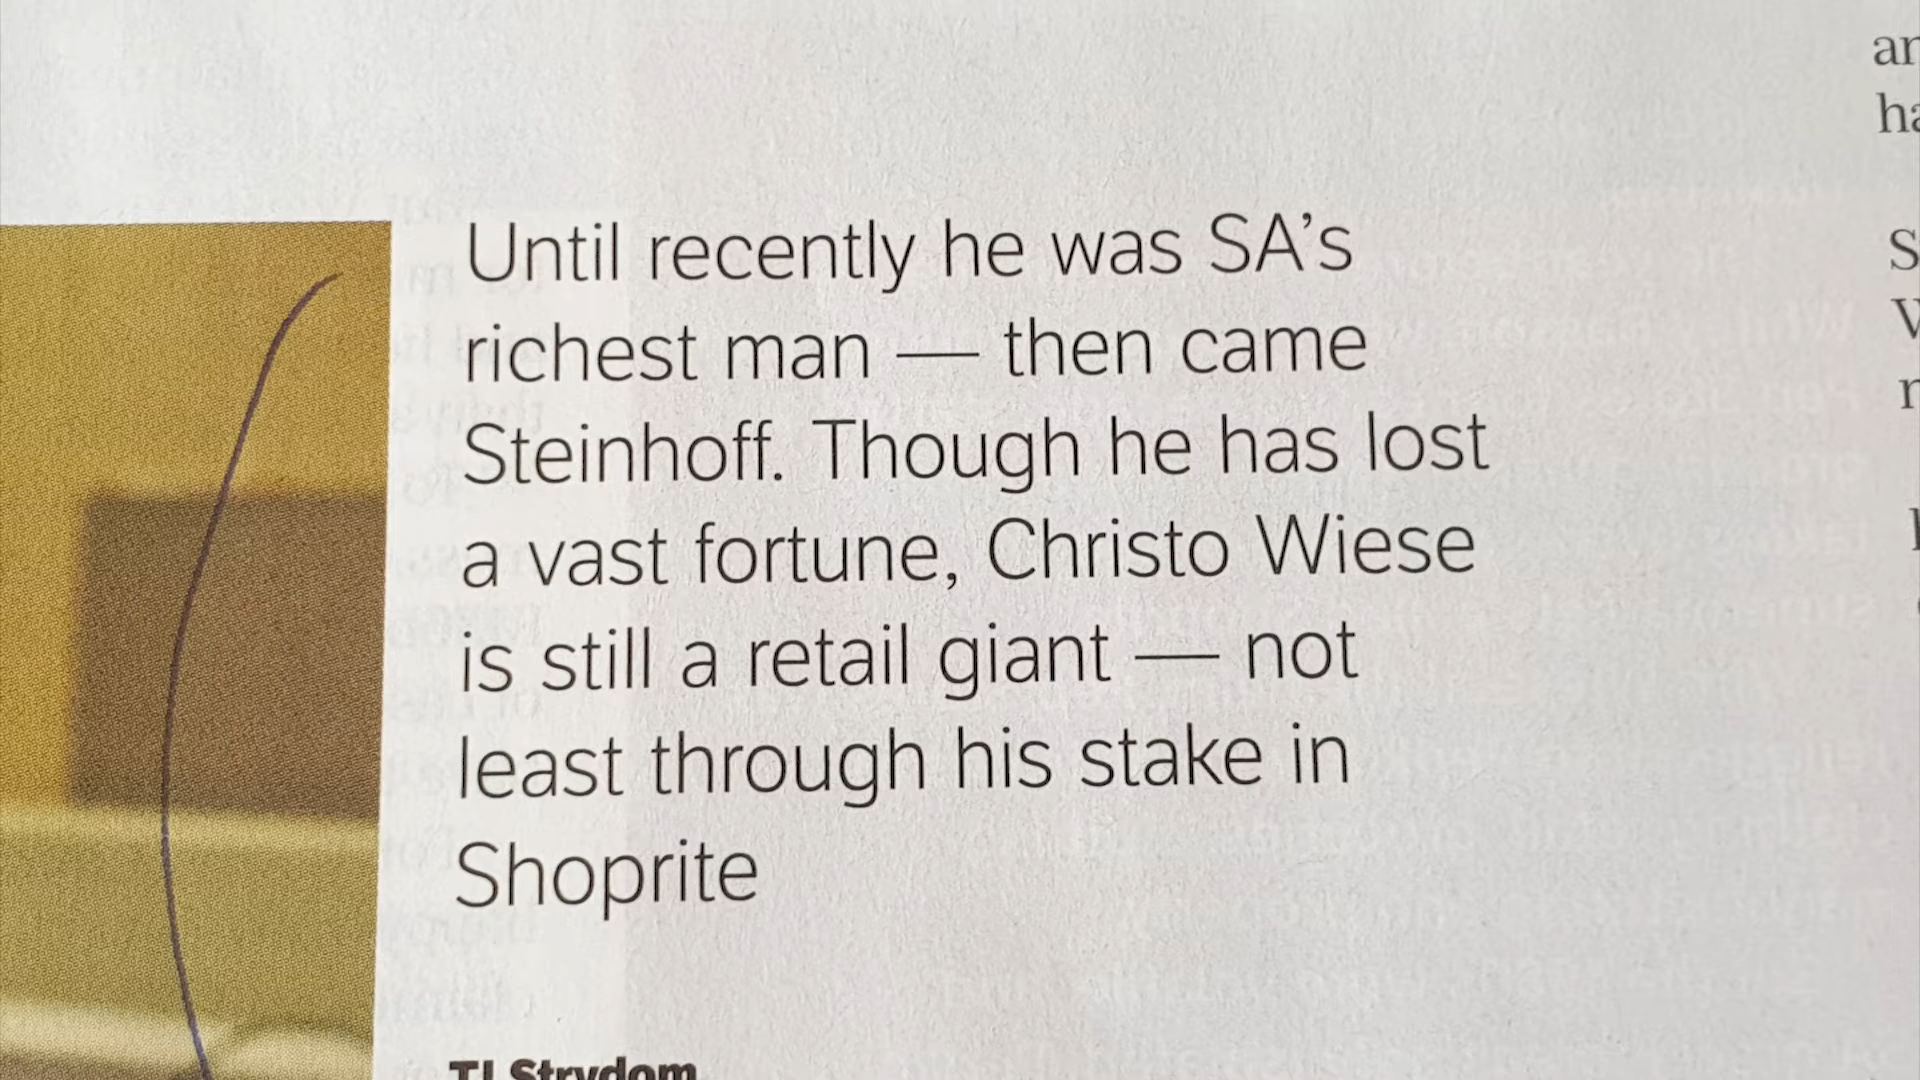 Until recently he was SA’s
richest man — then came
Steinhoff. Though he has lost
a vast fortune, Christo Wiese
is still a retail giant — not
least through his stake in
Shoprite
TJ Strydom